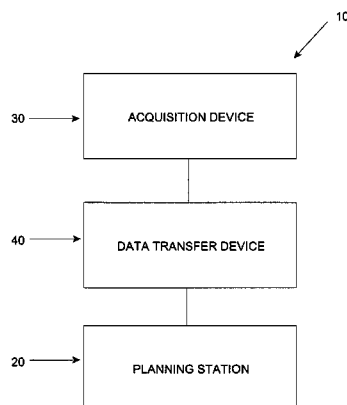 10
30
ACQUISITION DEVICE
40
DATA TRANSFER DEVICE
20
PLANNING STATION